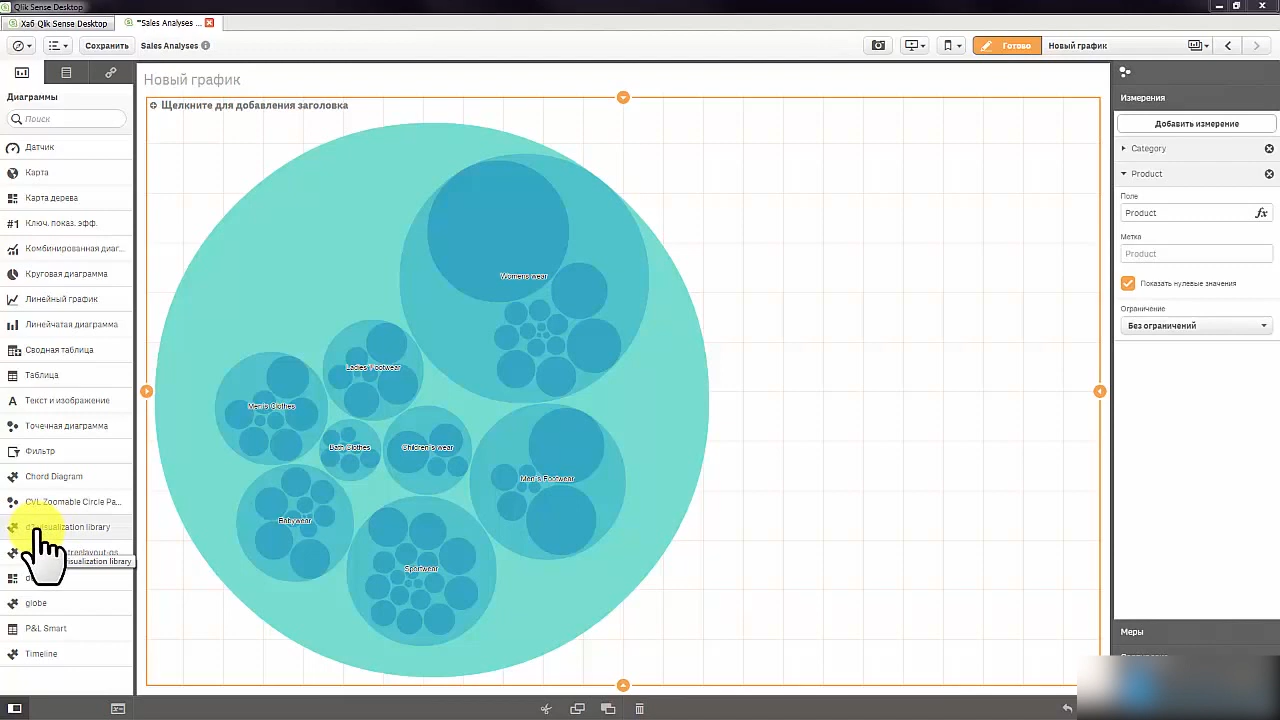 Qlik Sense Desktop
Хаб Qlik Sense Desktop
*Sales Analyses ...
Сохранить
Sales Analyses
Готово
Новый график
Диаграммы
Поиск
Датчик
Карта
Карта дерева
#1 Ключ. показ. эфф.
Комбинированная диаг...
Круговая диаграмма
Линейный график
Линейчатая диаграмма
Сводная таблица
Таблица
A Текст и изображение
Точечная диаграмма
Фильтр
Chord Diagram
CVL Zoomable Circle Pa...
d3 visualization library
globe
P&L Smart
Timeline
Новый график
Щелкните для добавления заголовка
Womens wear
Ladies Footwear
Men's Clothes
Bath Clothes
Children's wear
Men's Footwear
Babywear
Sportwear
Измерения
Добавить измерение
Category
Product
Поле
Product
Метка
Product
Показать нулевые значения
Ограничение
Без ограничений
Меры